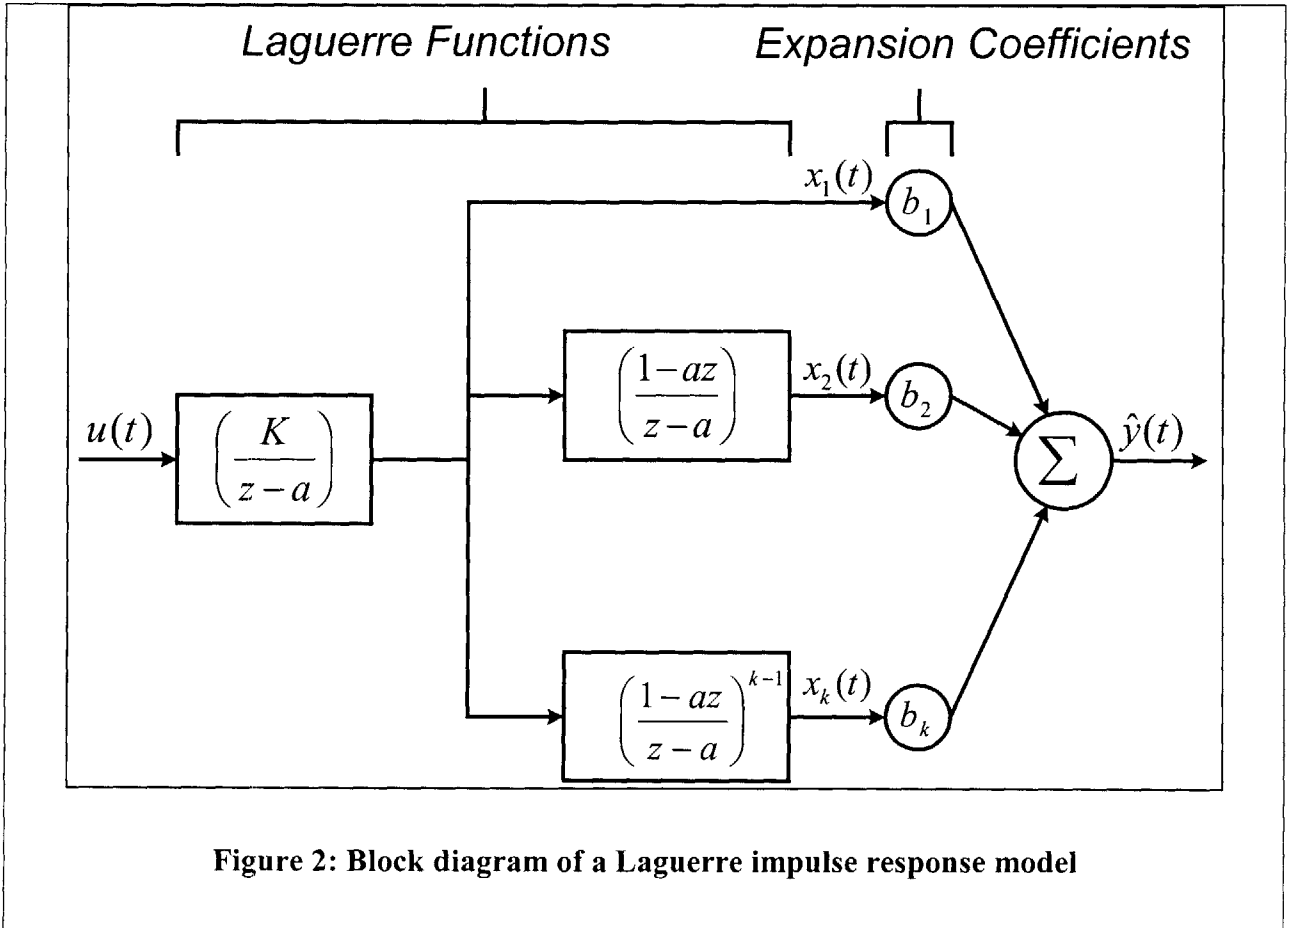 Laguerre Functions
Expansion Coefficients
x₁(t)
b₁
(1-az / z-a)
x₂(t)
b₂
u(t)
(K / z-a)
Σ
ŷ(t)
(1-az / z-a)^(k-1)
xₖ(t)
bₖ
Figure 2: Block diagram of a Laguerre impulse response model